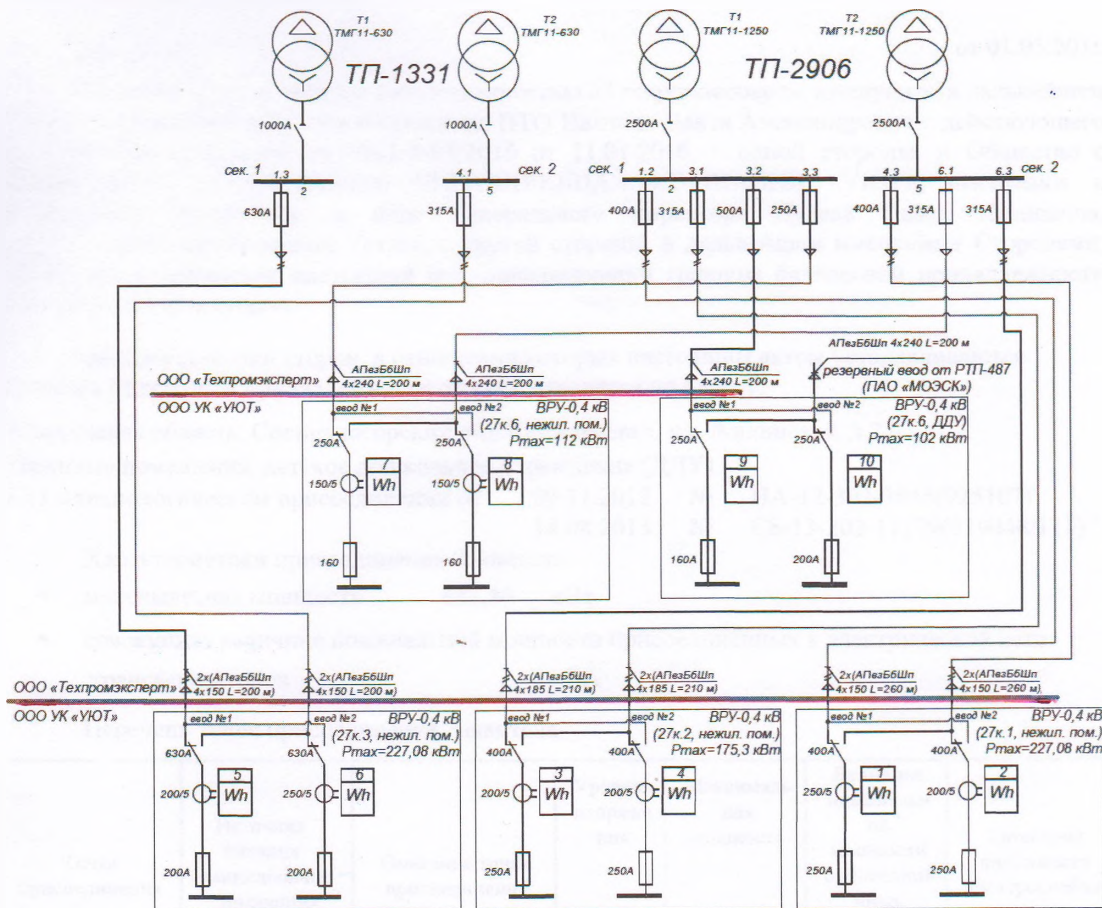 Т1
ТМГ11-630
Т2
ТМГ11-630
Т1
ТМГ11-1250
Т2
ТМГ11-1250
ТП-1331
ТП-2906
1000А
1000А
2500А
2500А
сек. 1
1.3
2
4.1
5
сек. 2
сек. 1
1.2
3.1
3.2
3.3
2
4.3
6.1
6.3
5
сек. 2
630А
315А
400А
315А
600А
250А
400А
315А
315А
АПвзБбШп
4х240 L=200 м
АПвзБбШп
4х240 L=200 м
АПвзБбШп
4х240 L=200 м
АПвзБбШп 4х240 L=200 м
резервный ввод от РТП-487
(ПАО «МОЭСК»)
ООО «Техпромэксперт»
ООО УК «УЮТ»
ввод №1
ввод №2
ВРУ-0,4 кВ
(27к.6, нежил. пом.)
Pmax=112 кВт
250А
250А
7
Wh
8
Wh
150/5
150/5
160
160
ввод №1
ввод №2
ВРУ-0,4 кВ
(27к.6, ДДУ)
Pmax=102 кВт
250А
250А
9
Wh
10
Wh
160А
200А
2х(АПвзБбШп
4х150 L=200 м)
2х(АПвзБбШп
4х150 L=200 м)
2х(АПвзБбШп
4х185 L=210 м)
2х(АПвзБбШп
4х185 L=210 м)
2х(АПвзБбШп
4х150 L=260 м)
2х(АПвзБбШп
4х150 L=260 м)
ООО «Техпромэксперт»
ООО УК «УЮТ»
ввод №1
ввод №2
ВРУ-0,4 кВ
(27к.3, нежил. пом.)
Pmax=227,08 кВт
630А
630А
5
Wh
6
Wh
200/5
250/5
200А
200А
ввод №1
ввод №2
ВРУ-0,4 кВ
(27к.2, нежил. пом.)
Pmax=175,3 кВт
400А
400А
3
Wh
4
Wh
200/5
200/5
250А
250А
ввод №1
ввод №2
ВРУ-0,4 кВ
(27к.1, нежил. пом.)
Pmax=227,08 кВт
400А
400А
1
Wh
2
Wh
250/5
200/5
250А
250А